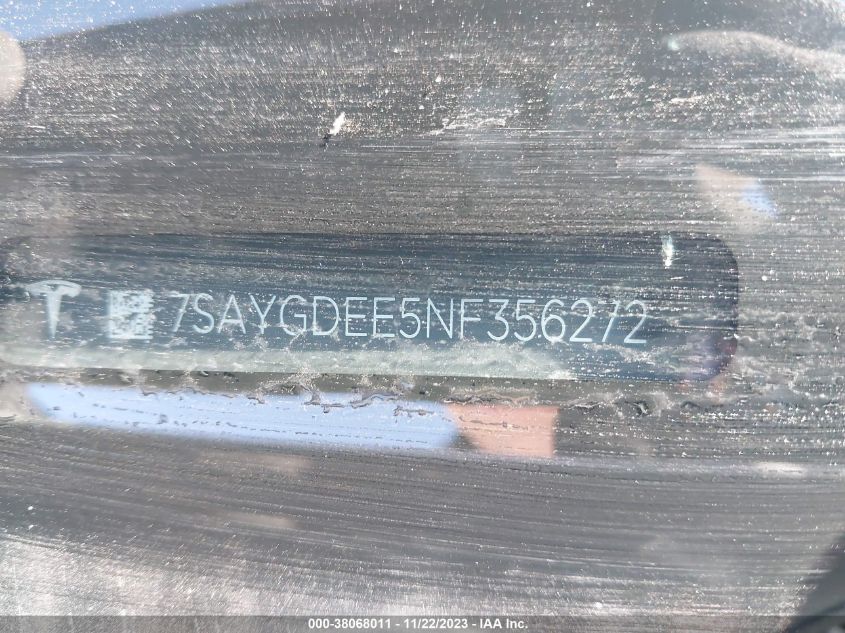 7SAYGDEE5NF356272
000-38068011 - 11/22/2023 - IAA Inc.